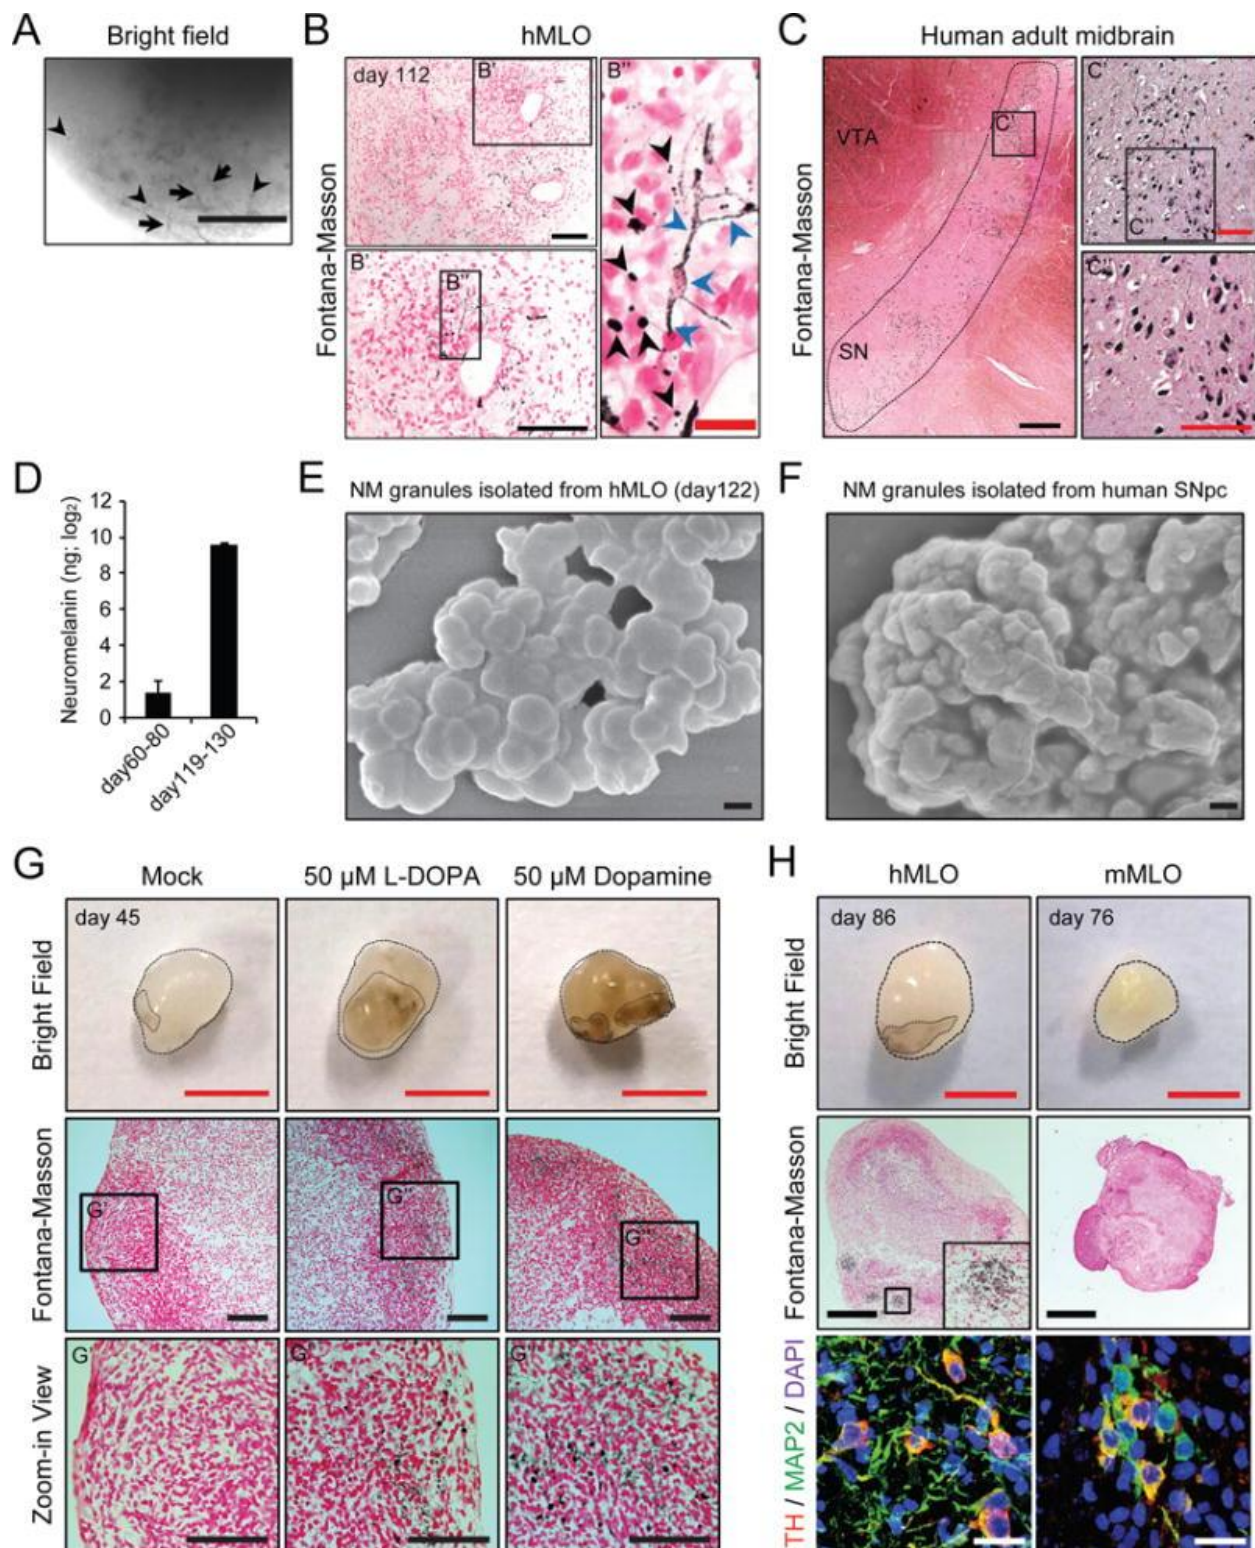 A
Bright field
B
hMLO
Fontana-Masson
day 112
B'
B'
B''
B''
C
Human adult midbrain
Fontana-Masson
VTA
SN
C'
C'
C''
C''
D
Neuromelanin (ng; log₂)
12
10
8
6
4
2
0
day60-80
day119-130
E
NM granules isolated from hMLO (day122)
F
NM granules isolated from human SNpc
G
Mock
50 µM L-DOPA
50 µM Dopamine
Bright Field
day 45
Fontana-Masson
G'
G''
G'''
Zoom-in View
G'
G''
G'''
H
hMLO
mMLO
Bright Field
day 86
day 76
Fontana-Masson
TH / MAP2 / DAPI